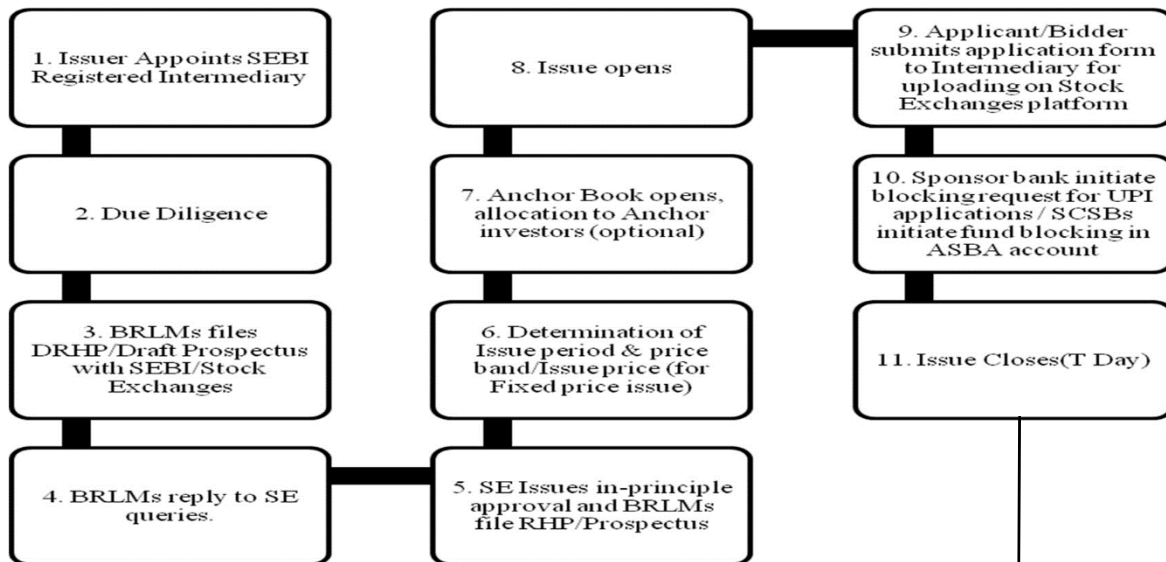 1. Issuer Appoints SEBI
Registered Intermediary
2. Due Diligence
3. BRLMs files
DRHP/Draft Prospectus
with SEBI/Stock
Exchanges
4. BRLMs reply to SE
queries.
5. SE Issues in-principle
approval and BRLMs
file RHP/Prospectus
6. Determination of
Issue period & price
band/Issue price (for
Fixed price issue)
7. Anchor Book opens,
allocation to Anchor
investors (optional)
8. Issue opens
9. Applicant/Bidder
submits application form
to Intermediary for
uploading on Stock
Exchanges platform
10. Sponsor bank initiate
blocking request for UPI
applications / SCSBs
initiate fund blocking in
ASBA account
11. Issue Closes(T Day)